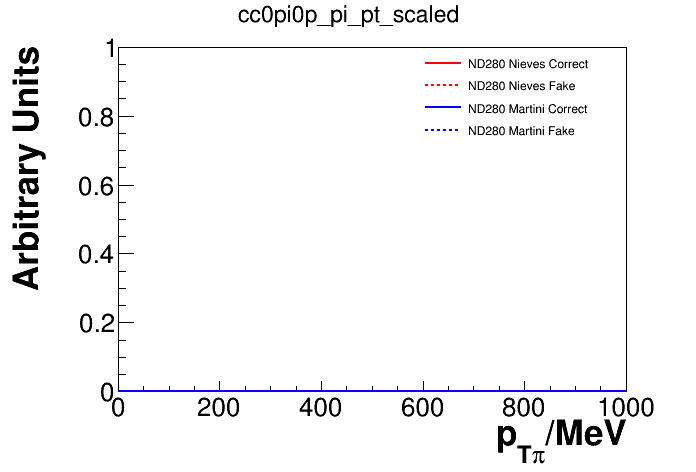 cc0pi0p_pi_pt_scaled
Arbitrary Units
1
0.8
0.6
0.4
0.2
0
ND280 Nieves Correct
ND280 Nieves Fake
ND280 Martini Correct
ND280 Martini Fake
0 200 400 600 800 1000
p_Tπ/MeV